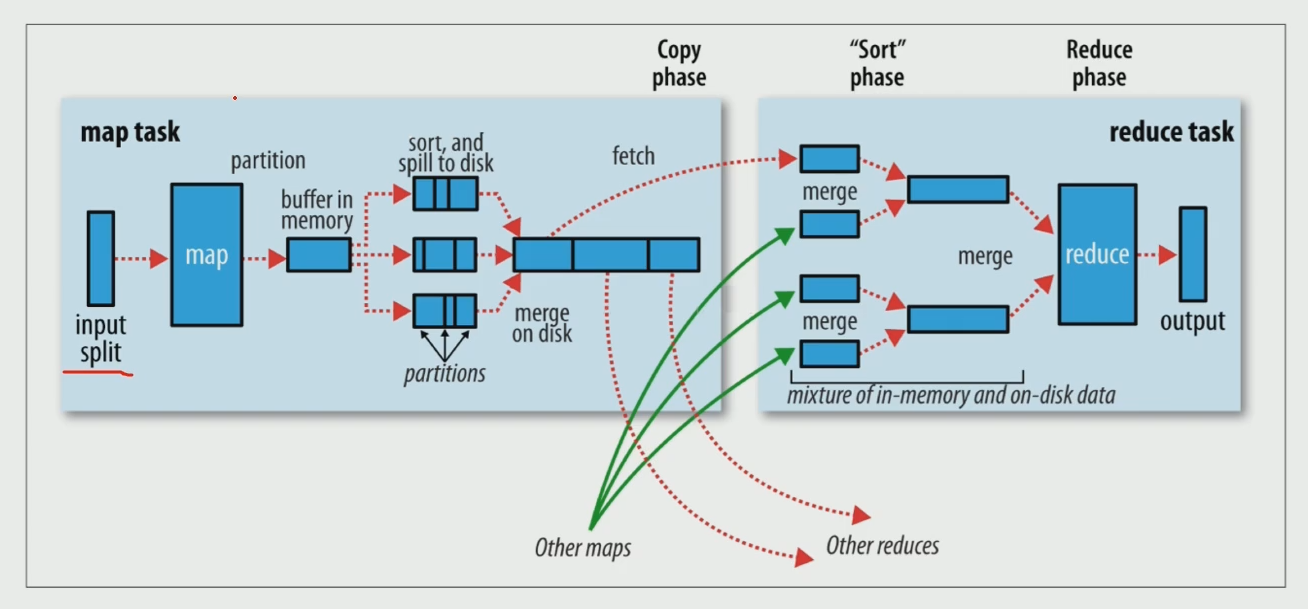 Copy
phase
“Sort”
phase
Reduce
phase
map task
reduce task
partition
sort, and
spill to disk
fetch
buffer in
memory
map
merge
merge
reduce
input
split
merge
on disk
merge
output
partitions
mixture of in-memory and on-disk data
Other maps
Other reduces